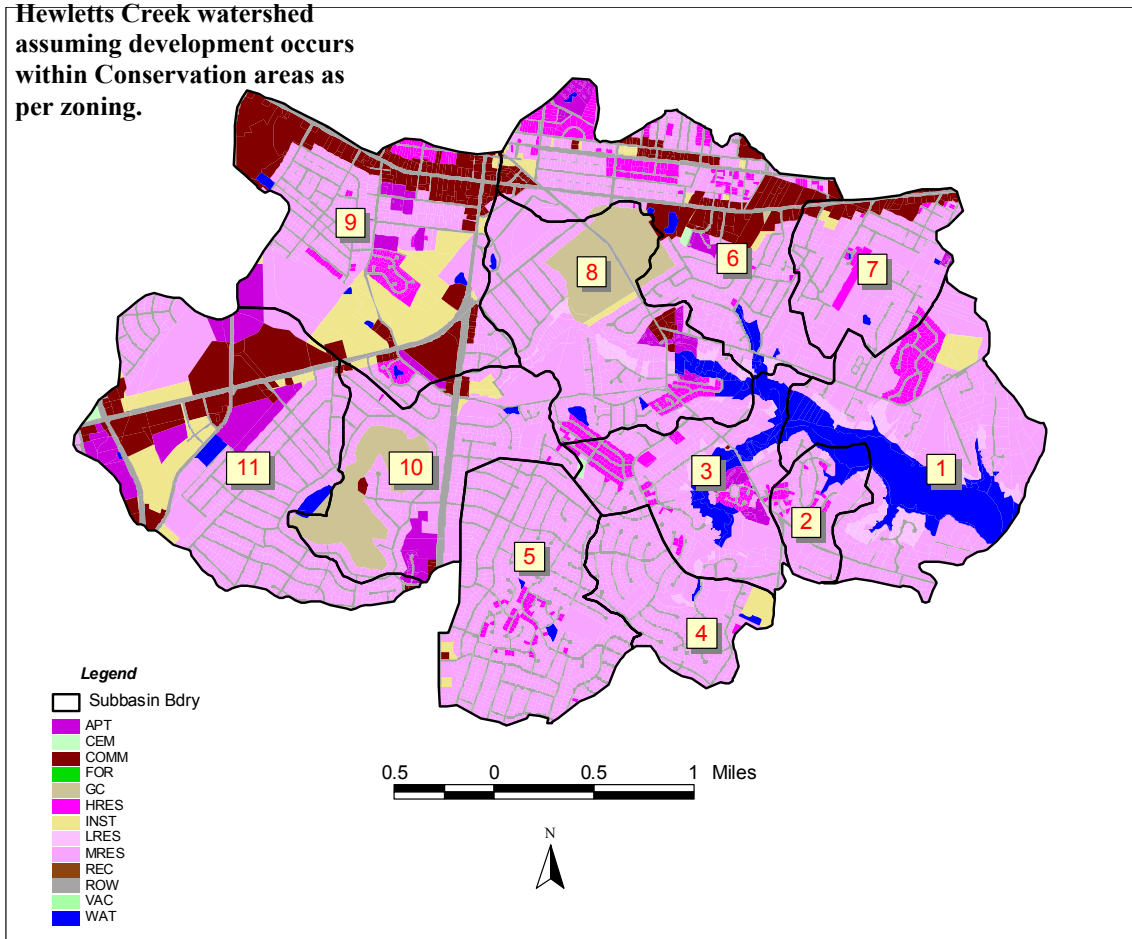 Hewletts Creek watershed
assuming development occurs
within Conservation areas as
per zoning.
9
8
6
7
11
10
3
1
2
5
4
Legend
Subbasin Bdry
APT
CEM
COMM
FOR
GC
HRES
INST
LRES
MRES
REC
ROW
VAC
WAT
0.5 0 0.5 1 Miles
N